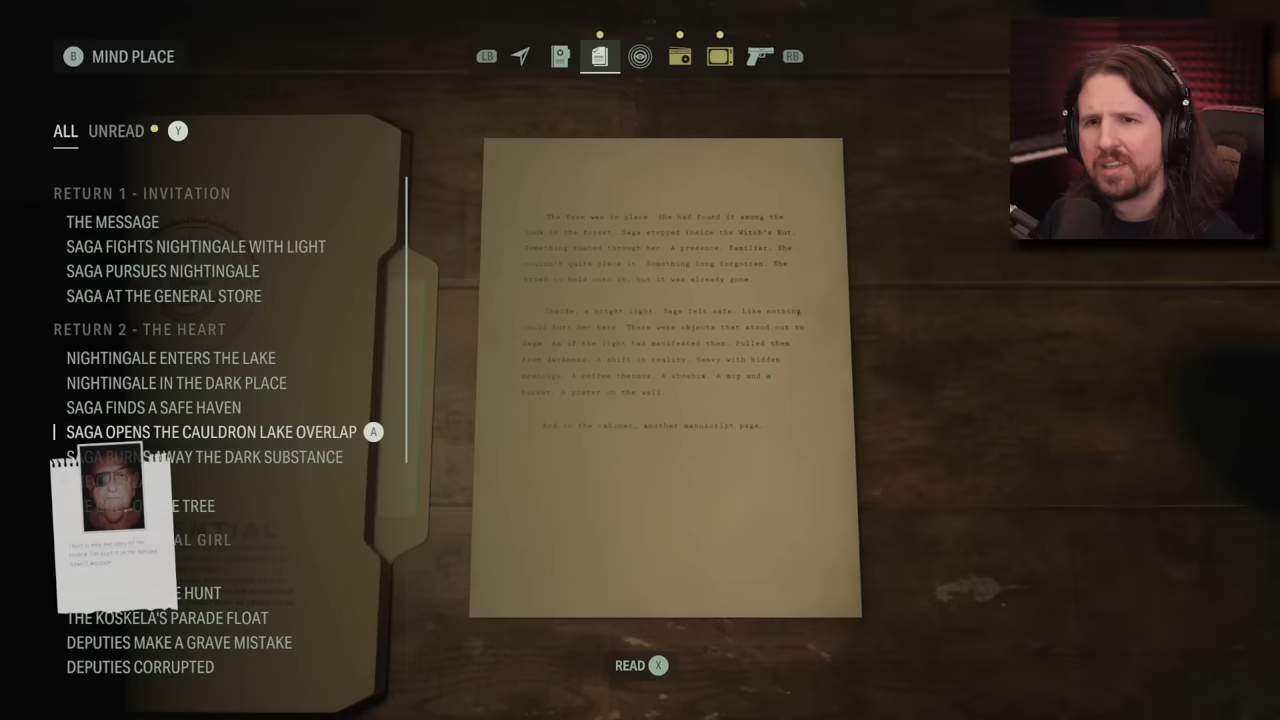 B MIND PLACE
LB RB
ALL UNREAD Y
RETURN 1 - INVITATION
THE MESSAGE
SAGA FIGHTS NIGHTINGALE WITH LIGHT
SAGA PURSUES NIGHTINGALE
SAGA AT THE GENERAL STORE
RETURN 2 - THE HEART
NIGHTINGALE ENTERS THE LAKE
NIGHTINGALE IN THE DARK PLACE
SAGA FINDS A SAFE HAVEN
SAGA OPENS THE CAULDRON LAKE OVERLAP A
SAGA BURNS AWAY THE DARK SUBSTANCE
TREE
AL GIRL
HUNT
THE KOSKELA'S PARADE FLOAT
DEPUTIES MAKE A GRAVE MISTAKE
DEPUTIES CORRUPTED
The fuse was in place. She had found it among the
junk in the forest. Saga stepped inside the Witch's Hut.
Something rushed through her. A presence. Familiar. She
couldn't quite place it. Something long forgotten. She
tried to hold onto it, but it was already gone.
Inside, a bright light. Saga felt safe. Like nothing
could hurt her here. There were objects that stood out to
Saga. As if the light had manifested them. Pulled them
from darkness. A shift in reality. Heavy with hidden
meanings. A coffee thermos. A shoebox. A mop and a
bucket. A poster on the wall.
And in the cabinet, another manuscript page.
READ X